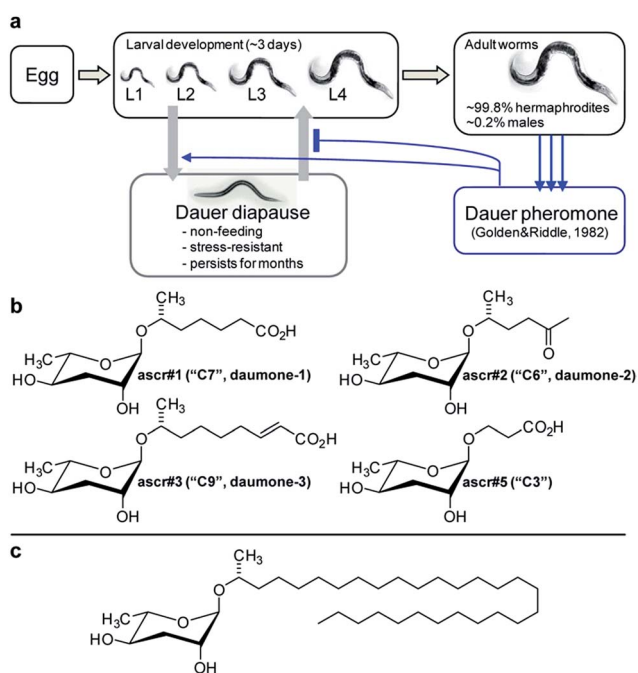 a
Egg
Larval development (~3 days)
L1 L2 L3 L4
Adult worms
~99.8% hermaphrodites
~0.2% males
Dauer diapause
- non-feeding
- stress-resistant
- persists for months
Dauer pheromone
(Golden&Riddle, 1982)
b
CH₃
O
CO₂H
H₃C
O
HO
OH
ascr#1 ("C7", daumone-1)
CH₃
O
O
H₃C
O
HO
OH
ascr#2 ("C6", daumone-2)
CH₃
O
CO₂H
H₃C
O
HO
OH
ascr#3 ("C9", daumone-3)
O
CO₂H
H₃C
O
HO
OH
ascr#5 ("C3")
c
CH₃
O
H₃C
O
HO
OH